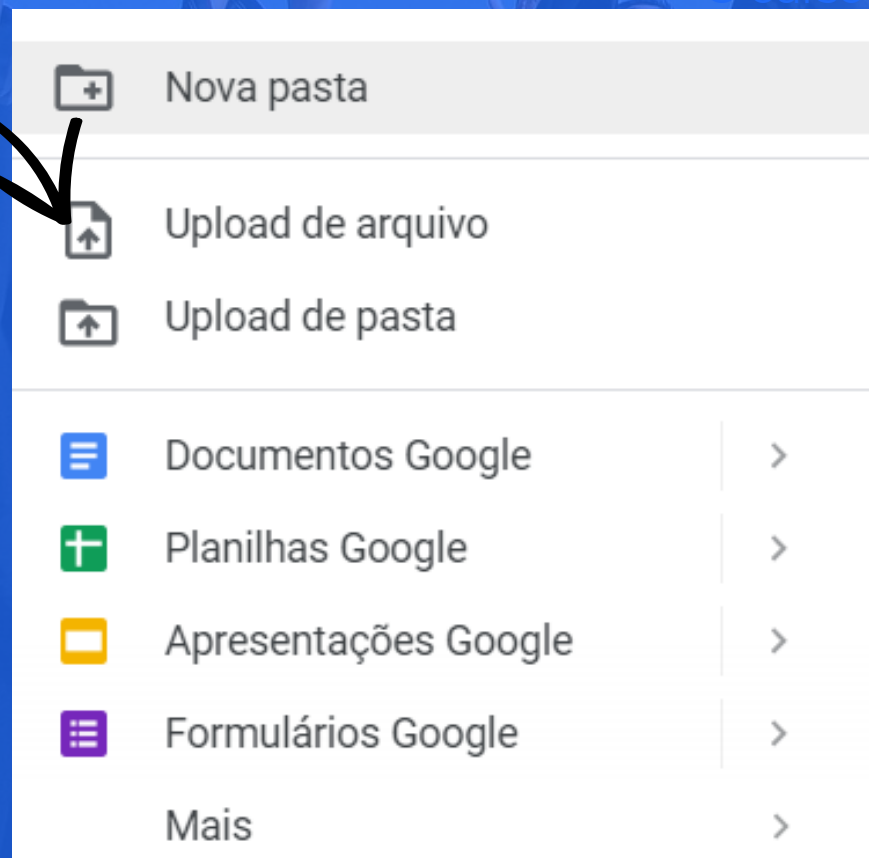 Nova pasta
Upload de arquivo
Upload de pasta
Documentos Google
Planilhas Google
Apresentações Google
Formulários Google
Mais